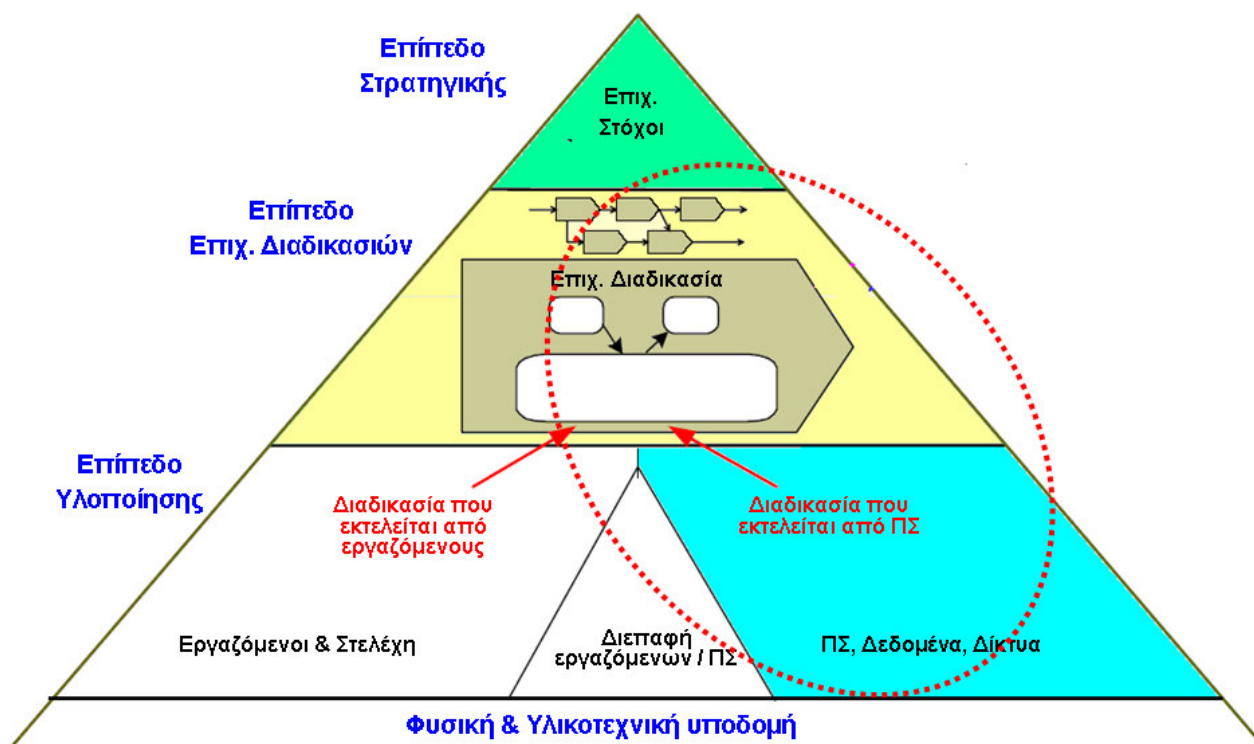 Επίπεδο
Στρατηγικής
Επιχ.
Στόχοι
Επίπεδο
Επιχ. Διαδικασιών
Επιχ. Διαδικασία
Επίπεδο
Υλοποίησης
Διαδικασία που
εκτελείται από
εργαζόμενους
Διαδικασία που
εκτελείται από ΠΣ
Εργαζόμενοι & Στελέχη
Διεπαφή
εργαζόμενων / ΠΣ
ΠΣ, Δεδομένα, Δίκτυα
Φυσική & Υλικοτεχνική υποδομή